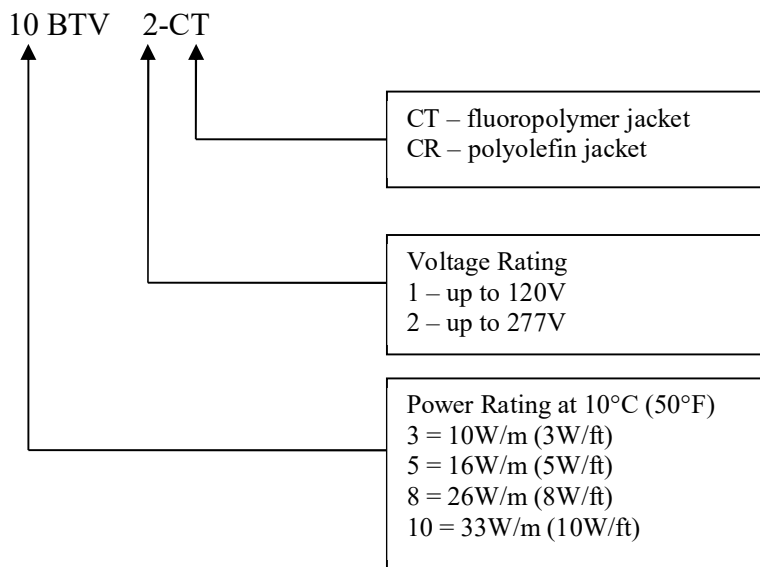 10 BTV 2-CT
CT – fluoropolymer jacket
CR – polyolefin jacket
Voltage Rating
1 – up to 120V
2 – up to 277V
Power Rating at 10°C (50°F)
3 = 10W/m (3W/ft)
5 = 16W/m (5W/ft)
8 = 26W/m (8W/ft)
10 = 33W/m (10W/ft)